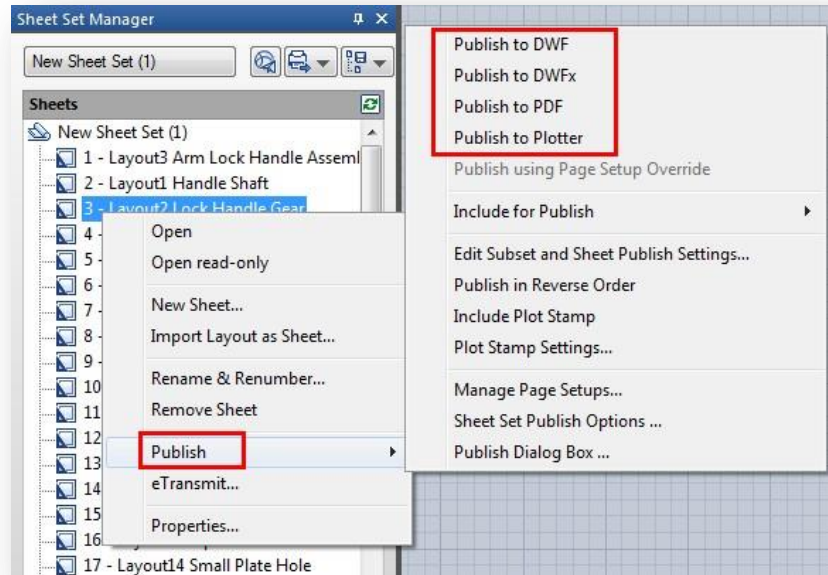 Sheet Set Manager
New Sheet Set (1)
Sheets
New Sheet Set (1)
1 - Layout3 Arm Lock Handle Asseml
2 - Layout1 Handle Shaft
3 - Layout2 Lock Handle Gear
4 -
5 -
6 -
7 -
8 -
9 -
10
11
12
13
14
15
16
17 - Layout14 Small Plate Hole
Open
Open read-only
New Sheet...
Import Layout as Sheet...
Rename & Renumber...
Remove Sheet
Publish
eTransmit...
Properties...
Publish to DWF
Publish to DWFx
Publish to PDF
Publish to Plotter
Publish using Page Setup Override
Include for Publish
Edit Subset and Sheet Publish Settings...
Publish in Reverse Order
Include Plot Stamp
Plot Stamp Settings...
Manage Page Setups...
Sheet Set Publish Options ...
Publish Dialog Box ...